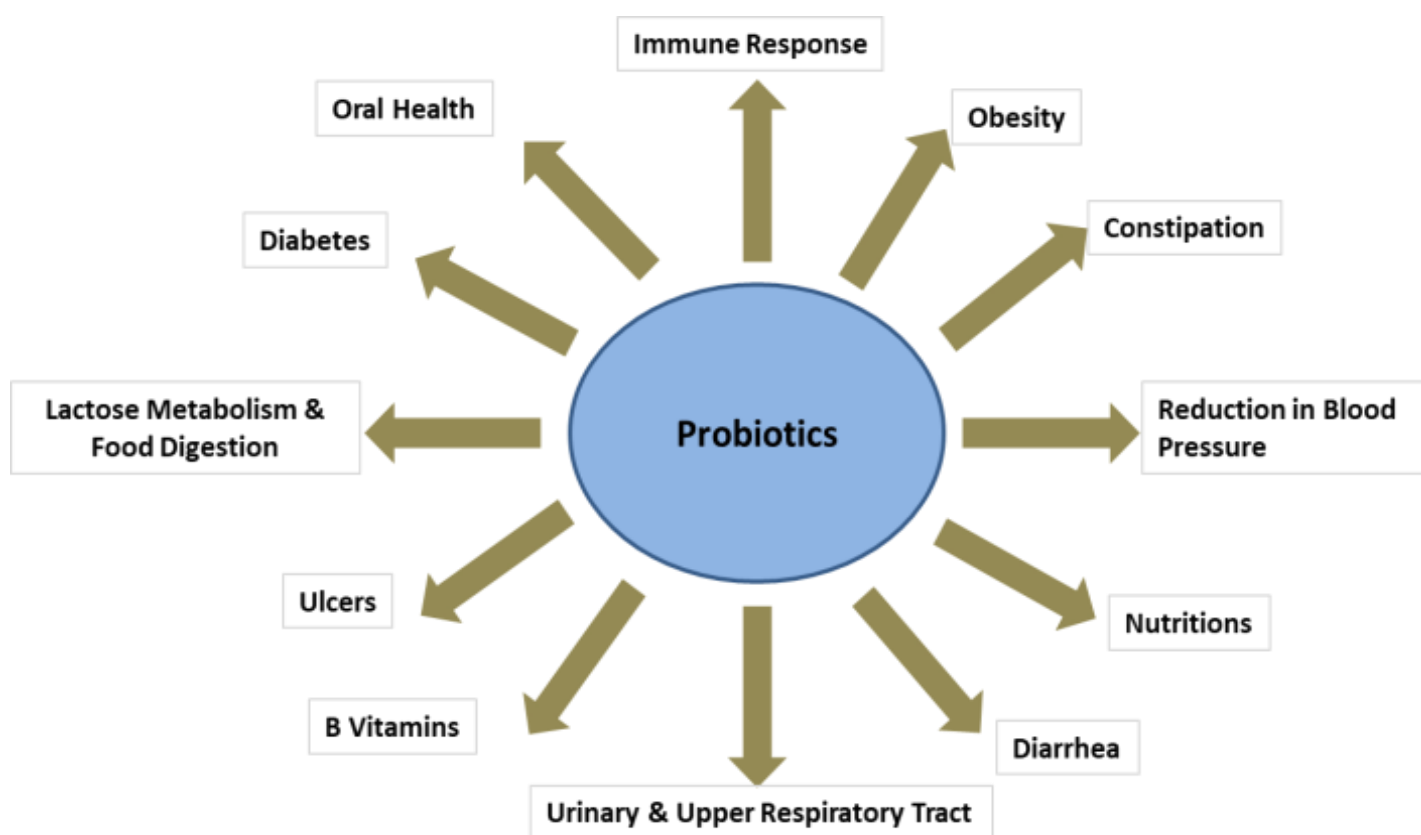 Immune Response
Oral Health
Obesity
Constipation
Diabetes
Lactose Metabolism &
Food Digestion
Probiotics
Reduction in Blood
Pressure
Ulcers
Nutritions
B Vitamins
Diarrhea
Urinary & Upper Respiratory Tract